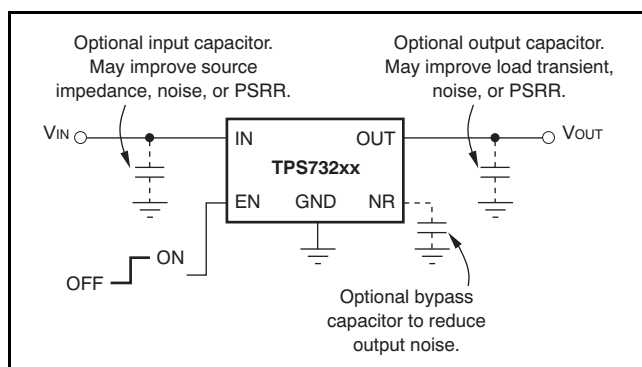 Optional input capacitor.
May improve source
impedance, noise, or PSRR.
Optional output capacitor.
May improve load transient,
noise, or PSRR.
VIN
IN
OUT
VOUT
TPS732xx
EN
GND
NR
ON
OFF
Optional bypass
capacitor to reduce
output noise.